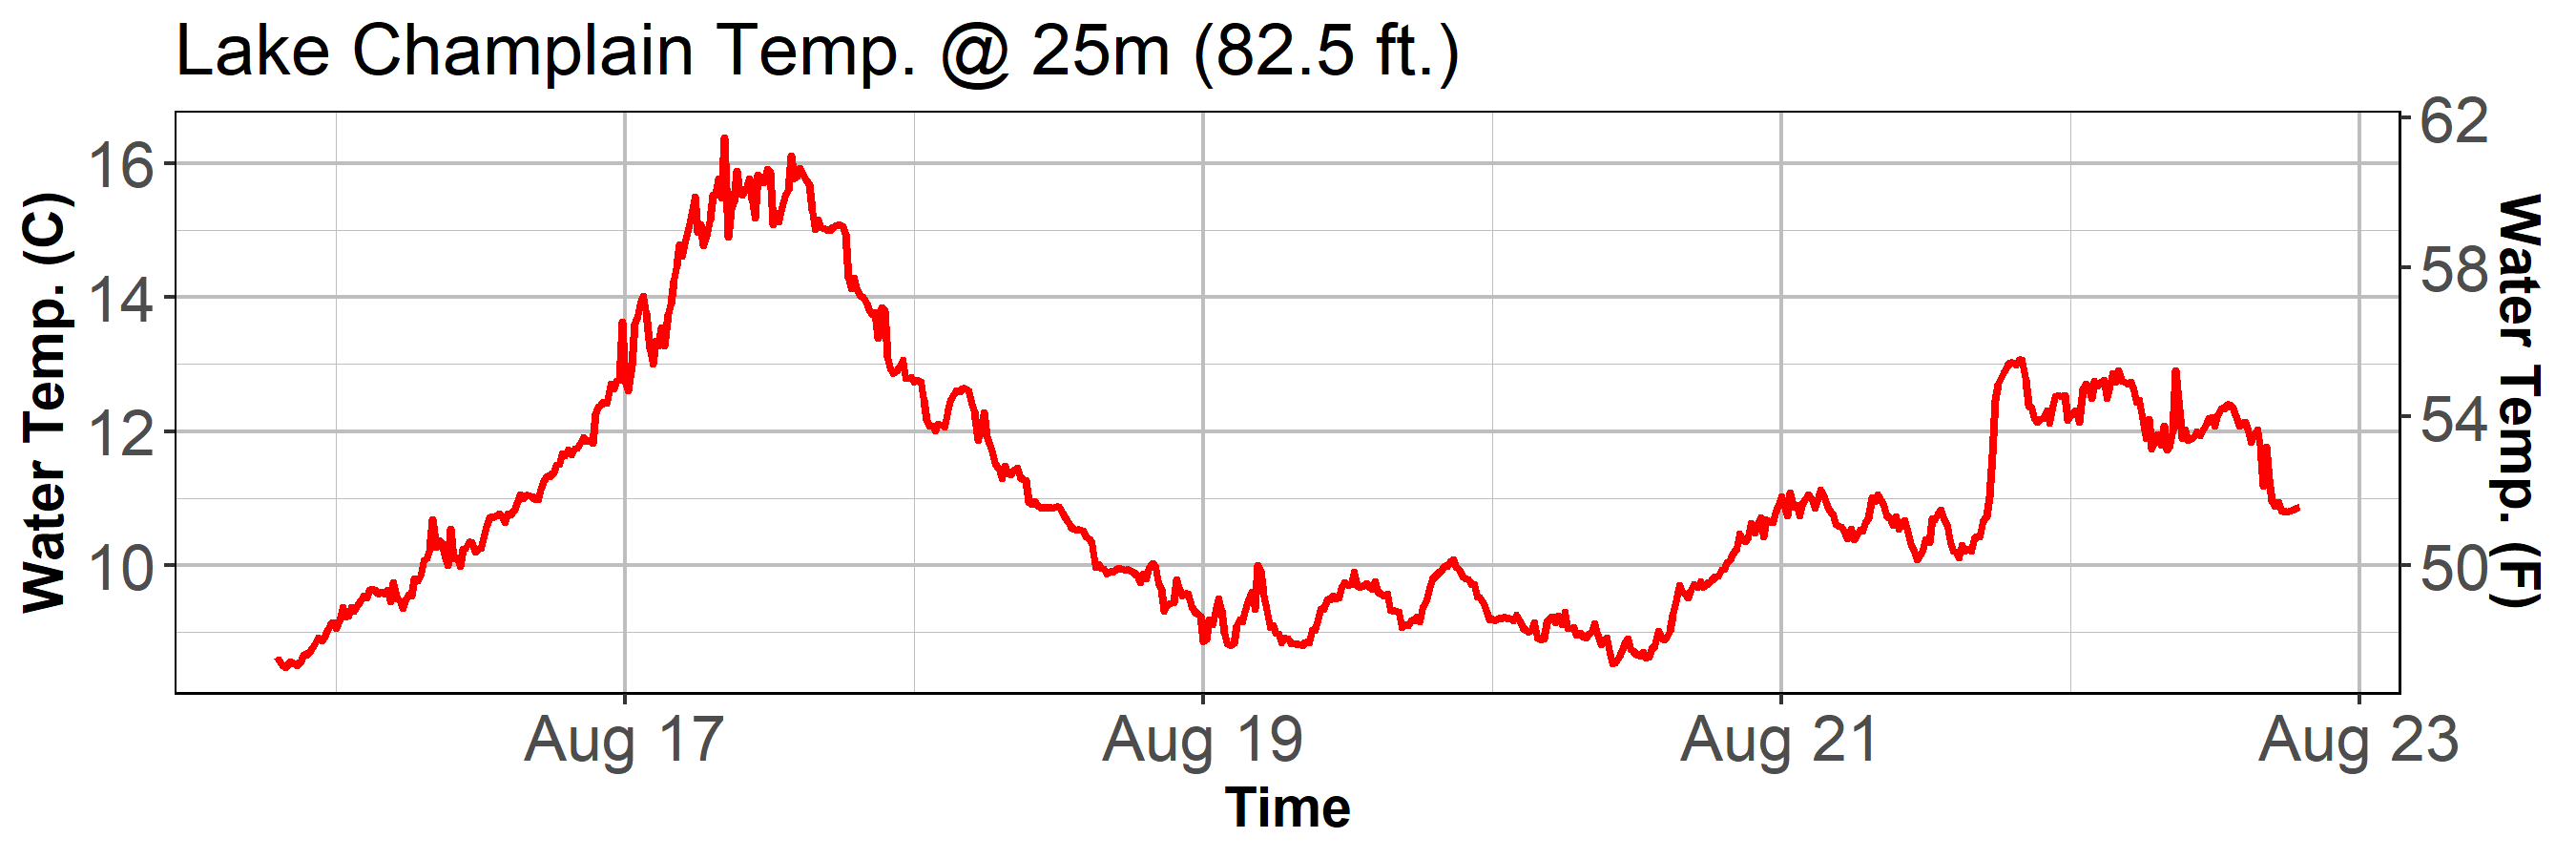 Lake Champlain Temp. @ 25m (82.5 ft.)
Water Temp. (C)
16
14
12
10
62
58
54
50
Water Temp. (F)
Aug 17
Aug 19
Aug 21
Aug 23
Time